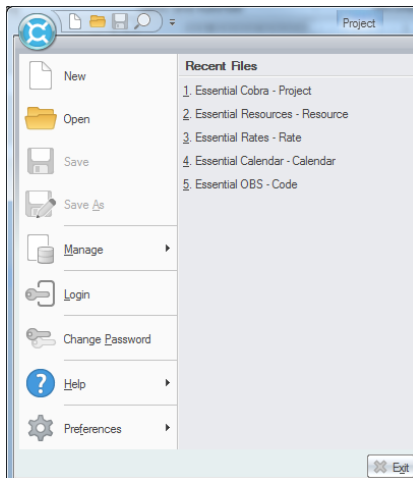 Project
New
Open
Save
Save As
Manage
Login
Change Password
Help
Preferences
Recent Files
1. Essential Cobra - Project
2. Essential Resources - Resource
3. Essential Rates - Rate
4. Essential Calendar - Calendar
5. Essential OBS - Code
Exit